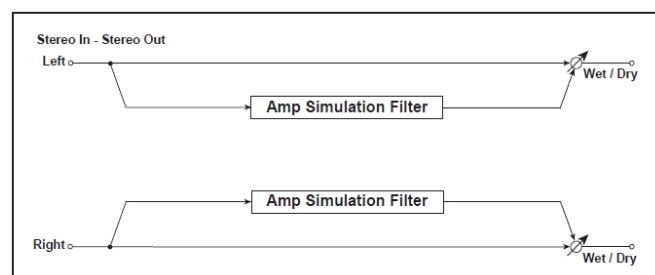 Stereo In - Stereo Out
Left
Wet / Dry
Amp Simulation Filter
Amp Simulation Filter
Right
Wet / Dry